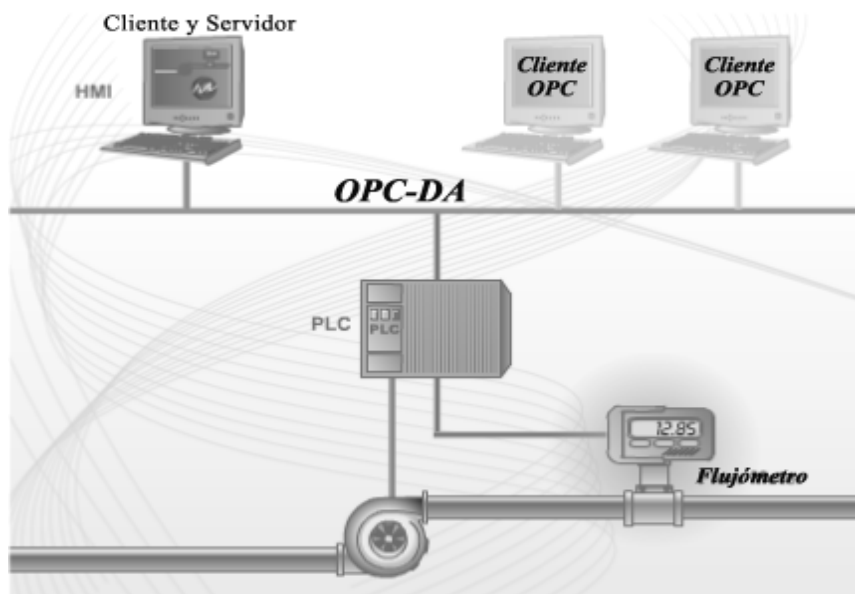 Cliente y Servidor
HMI
Cliente
OPC
Cliente
OPC
OPC-DA
PLC
PLC
12.85
Flujómetro